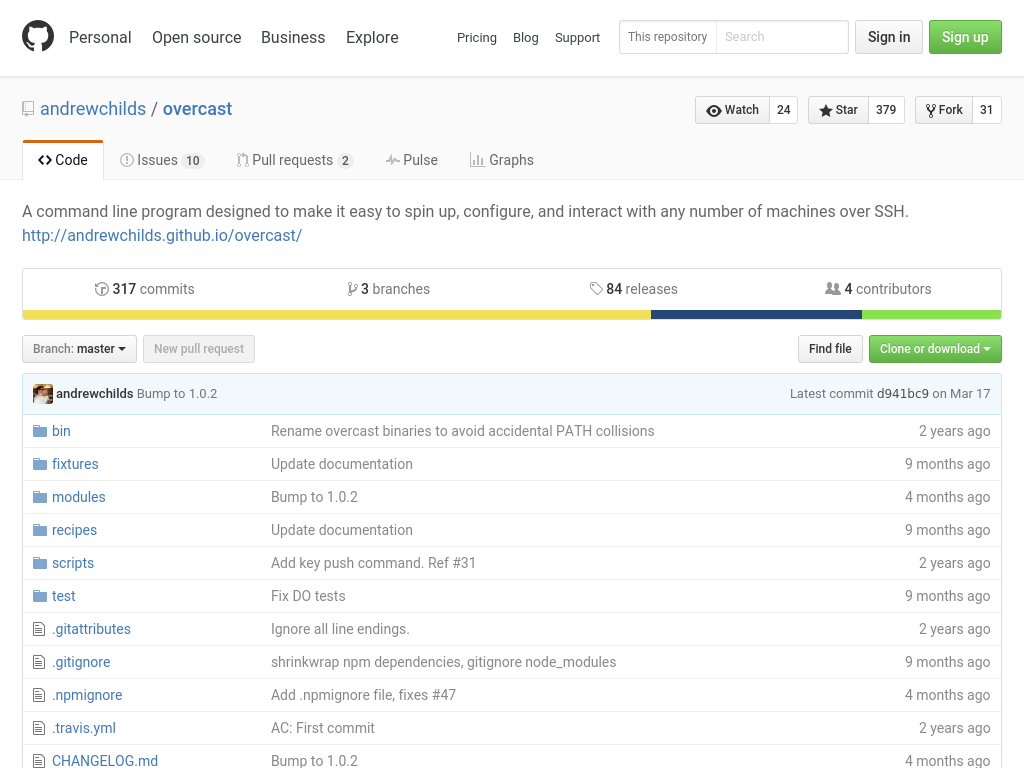 Personal Open source Business Explore Pricing Blog Support This repository Search Sign in Sign up
andrewchilds / overcast Watch 24 Star 379 Fork 31
Code Issues 10 Pull requests 2 Pulse Graphs
A command line program designed to make it easy to spin up, configure, and interact with any number of machines over SSH.
http://andrewchilds.github.io/overcast/
317 commits 3 branches 84 releases 4 contributors
Branch: master New pull request Find file Clone or download
andrewchilds Bump to 1.0.2 Latest commit d941bc9 on Mar 17
bin Rename overcast binaries to avoid accidental PATH collisions 2 years ago
fixtures Update documentation 9 months ago
modules Bump to 1.0.2 4 months ago
recipes Update documentation 9 months ago
scripts Add key push command. Ref #31 2 years ago
test Fix DO tests 9 months ago
.gitattributes Ignore all line endings. 2 years ago
.gitignore shrinkwrap npm dependencies, gitignore node_modules 9 months ago
.npmignore Add .npmignore file, fixes #47 4 months ago
.travis.yml AC: First commit 2 years ago
CHANGELOG.md Bump to 1.0.2 4 months ago